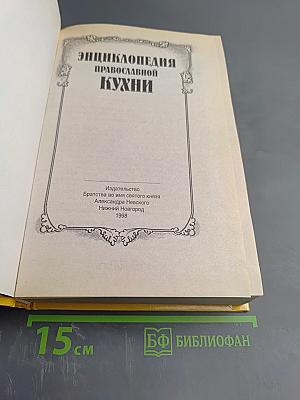 ЭНЦИКЛОПЕДИЯ
ПРАВОСЛАВНОЙ
КУХНИ
Издательство
Братства во имя святого князя
Александра Невского
Нижний Новгород
1998
15 см
БФ БИБЛИОФАН